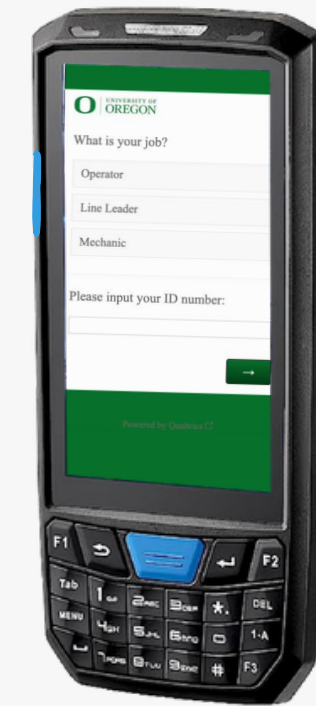 UNIVERSITY OF
OREGON
What is your job?
Operator
Line Leader
Mechanic
Please input your ID number:
→
Powered by Qualtrics
F1
F2
Tab
1
2ABC
3DEF
*.
DEL
MENU
4GHI
5JKL
6MNO
1-A
7PQRS
8TUV
9
#
F3